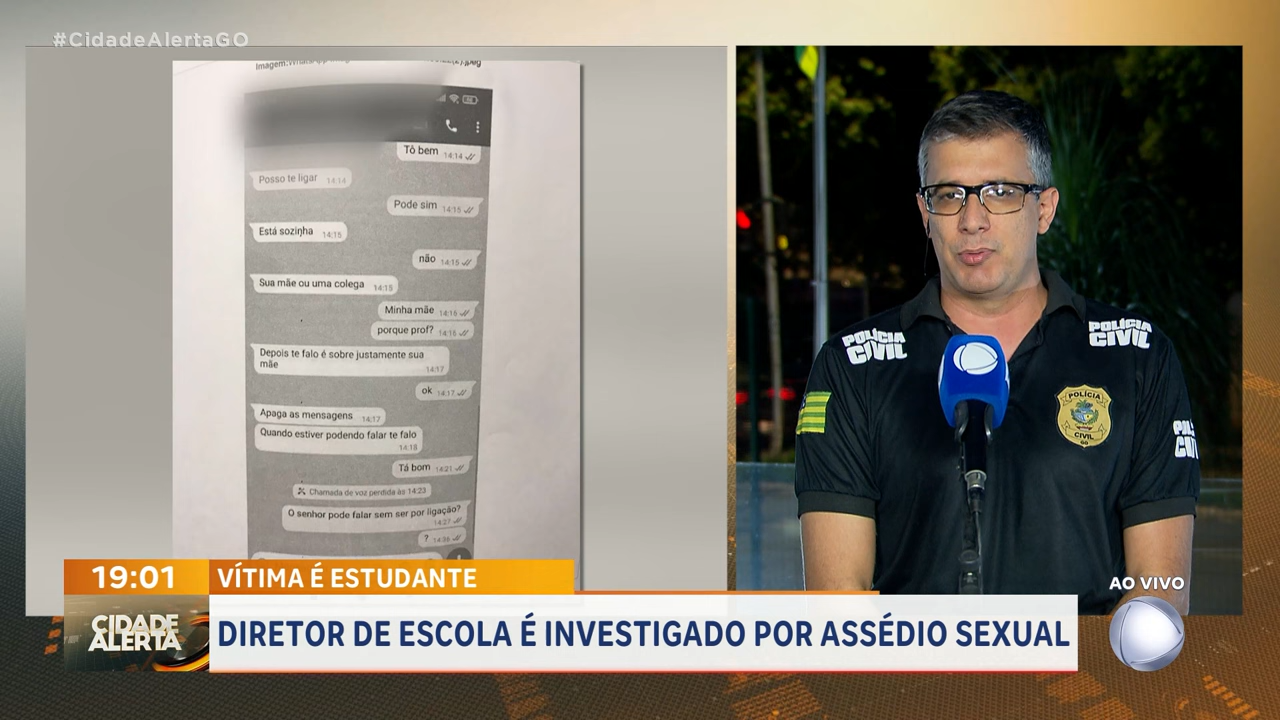 #CidadeAlertaGO
Tô bem 14:14
Posso te ligar 14:14
Pode sim 14:15
Está sozinha 14:15
não 14:15
Sua mãe ou uma colega 14:15
Minha mãe 14:16
porque prof? 14:16
Depois te falo é sobre justamente sua
mãe
14:17
ok 14:17
Apaga as mensagens 14:17
Quando estiver podendo falar te falo
14:18
Tá bom 14:21
Chamada de voz perdida às 14:23
O senhor pode falar sem ser por ligação?
14:27
? 14:36
POLÍCIA
CIVIL
POLÍCIA
CIVIL
POLÍCIA
CIVIL
GO
AO VIVO
19:01
VÍTIMA É ESTUDANTE
CIDADE
ALERTA
DIRETOR DE ESCOLA É INVESTIGADO POR ASSÉDIO SEXUAL